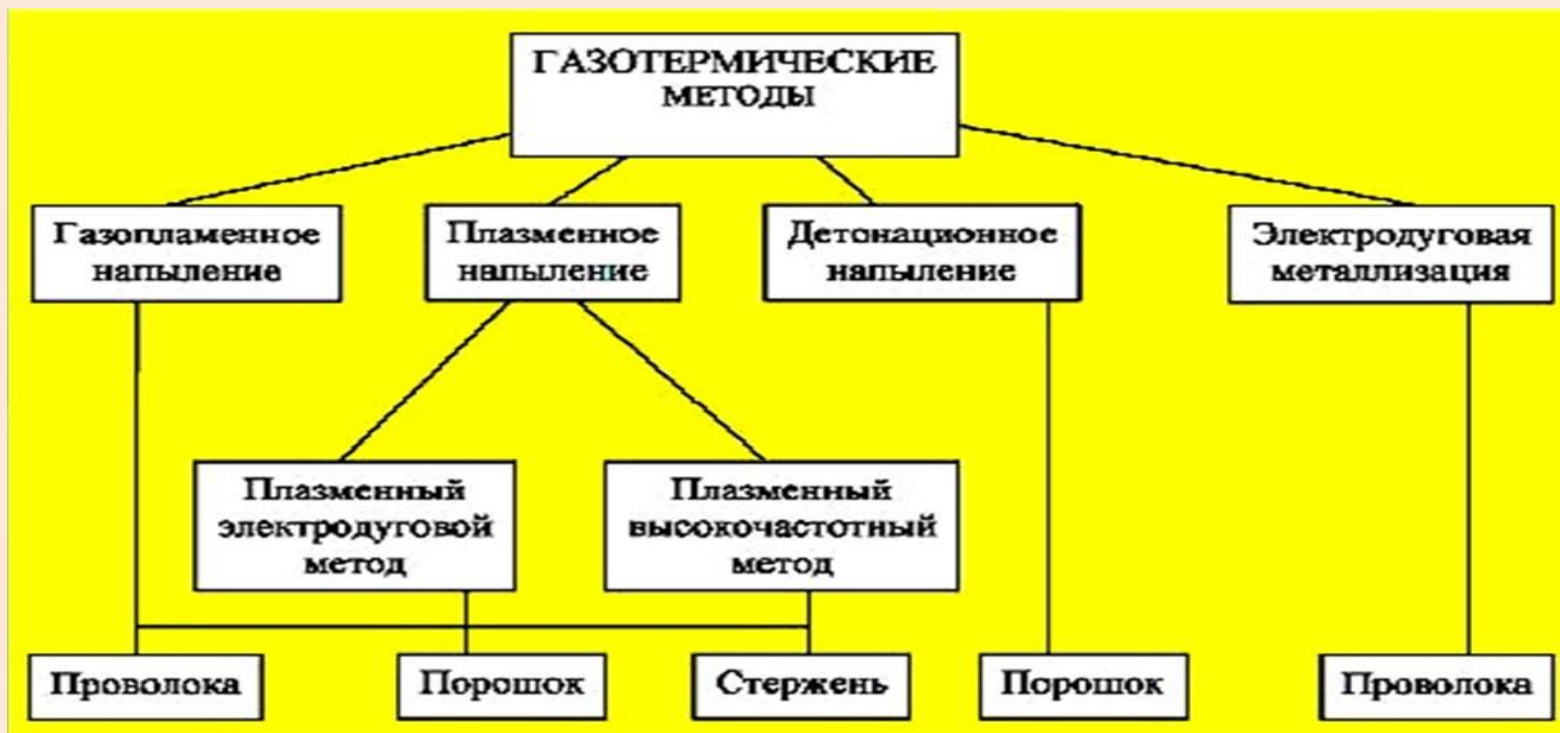 ГАЗОТЕРМИЧЕСКИЕ
МЕТОДЫ
Газопламенное
напыление
Плазменное
напыление
Детонационное
напыление
Электродуговая
металлизация
Плазменный
электродуговой
метод
Плазменный
высокочастотный
метод
Проволока
Порошок
Стержень
Порошок
Проволока